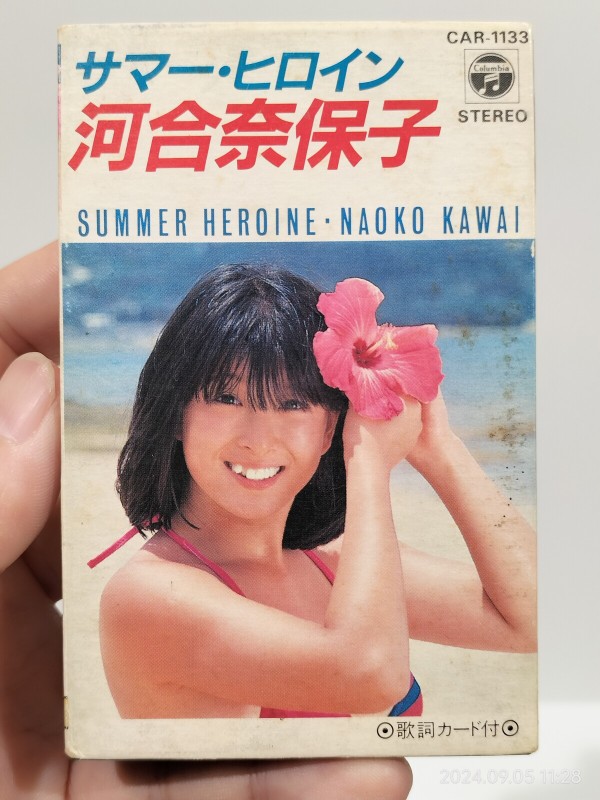 CAR-1133
サマー・ヒロイン
Columbia
河合奈保子
STEREO
SUMMER HEROINE・NAOKO KAWAI
⦿歌詞カード付⦿
2024.09.05 11:28